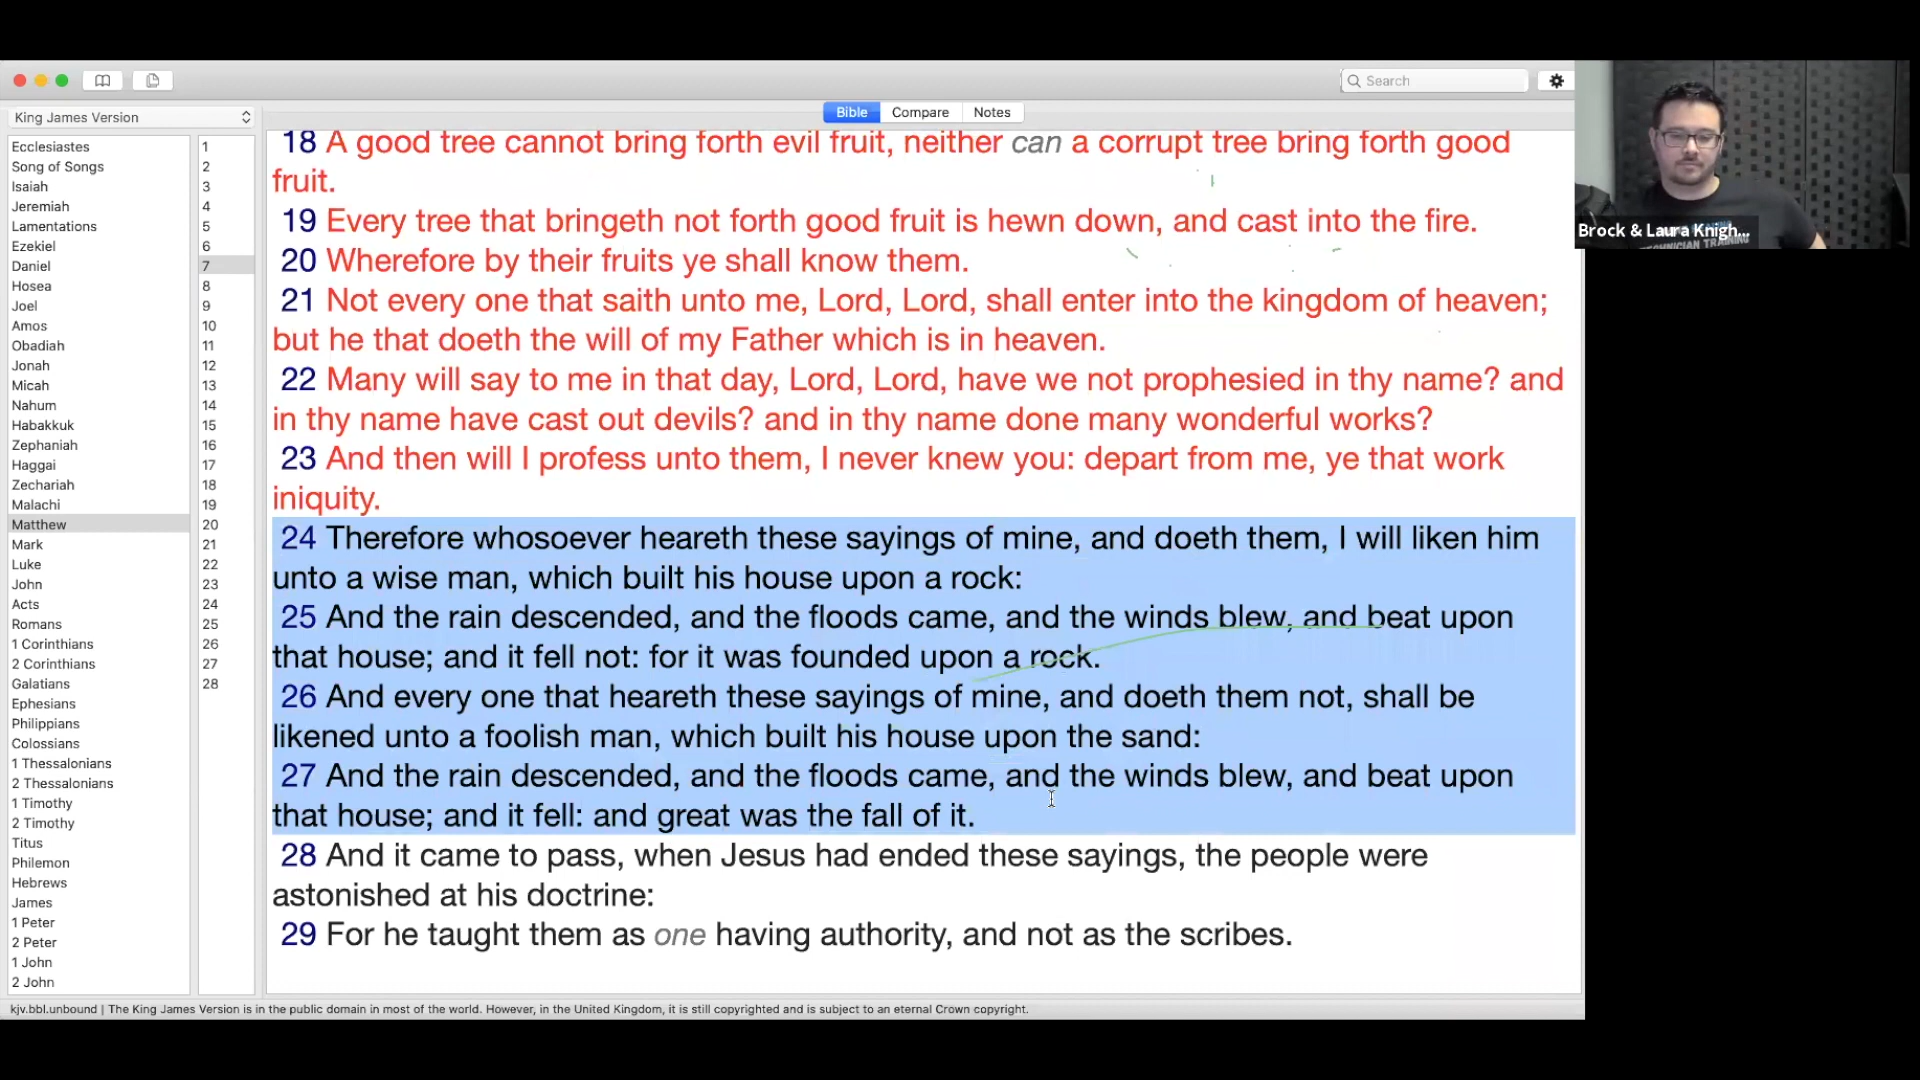 Search
King James Version
Bible
Compare
Notes
Ecclesiastes
Song of Songs
Isaiah
Jeremiah
Lamentations
Ezekiel
Daniel
Hosea
Joel
Amos
Obadiah
Jonah
Micah
Nahum
Habakkuk
Zephaniah
Haggai
Zechariah
Malachi
Matthew
Mark
Luke
John
Acts
Romans
1 Corinthians
2 Corinthians
Galatians
Ephesians
Philippians
Colossians
1 Thessalonians
2 Thessalonians
1 Timothy
2 Timothy
Titus
Philemon
Hebrews
James
1 Peter
2 Peter
1 John
2 John
1
2
3
4
5
6
7
8
9
10
11
12
13
14
15
16
17
18
19
20
21
22
23
24
25
26
27
28
18 A good tree cannot bring forth evil fruit, neither can a corrupt tree bring forth good
fruit.
19 Every tree that bringeth not forth good fruit is hewn down, and cast into the fire.
20 Wherefore by their fruits ye shall know them.
21 Not every one that saith unto me, Lord, Lord, shall enter into the kingdom of heaven;
but he that doeth the will of my Father which is in heaven.
22 Many will say to me in that day, Lord, Lord, have we not prophesied in thy name? and
in thy name have cast out devils? and in thy name done many wonderful works?
23 And then will I profess unto them, I never knew you: depart from me, ye that work
iniquity.
24 Therefore whosoever heareth these sayings of mine, and doeth them, I will liken him
unto a wise man, which built his house upon a rock:
25 And the rain descended, and the floods came, and the winds blew, and beat upon
that house; and it fell not: for it was founded upon a rock.
26 And every one that heareth these sayings of mine, and doeth them not, shall be
likened unto a foolish man, which built his house upon the sand:
27 And the rain descended, and the floods came, and the winds blew, and beat upon
that house; and it fell: and great was the fall of it.
28 And it came to pass, when Jesus had ended these sayings, the people were
astonished at his doctrine:
29 For he taught them as one having authority, and not as the scribes.
kjv.bbl.unbound | The King James Version is in the public domain in most of the world. However, in the United Kingdom, it is still copyrighted and is subject to an eternal Crown copyright.
Brock & Laura Knigh...
TECHNICIAN TRAINING